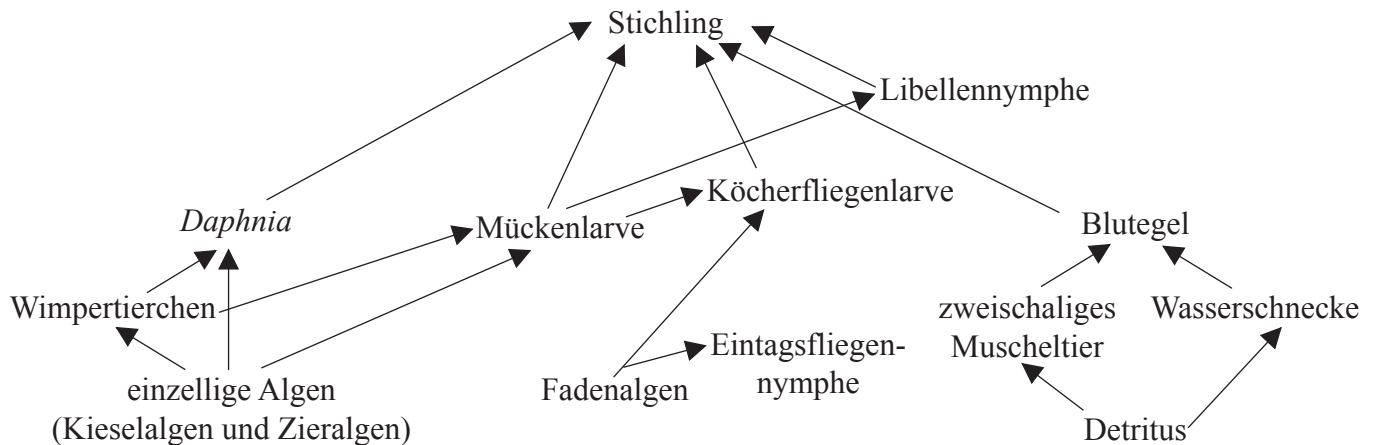 Stichling
Libellennymphe
Köcherfliegenlarve
Daphnia
Mückenlarve
Blutegel
Wimpertierchen
zweischaliges
Muscheltier
Wasserschnecke
Eintagsfliegen-
nymphe
einzellige Algen
(Kieselalgen und Zieralgen)
Fadenalgen
Detritus